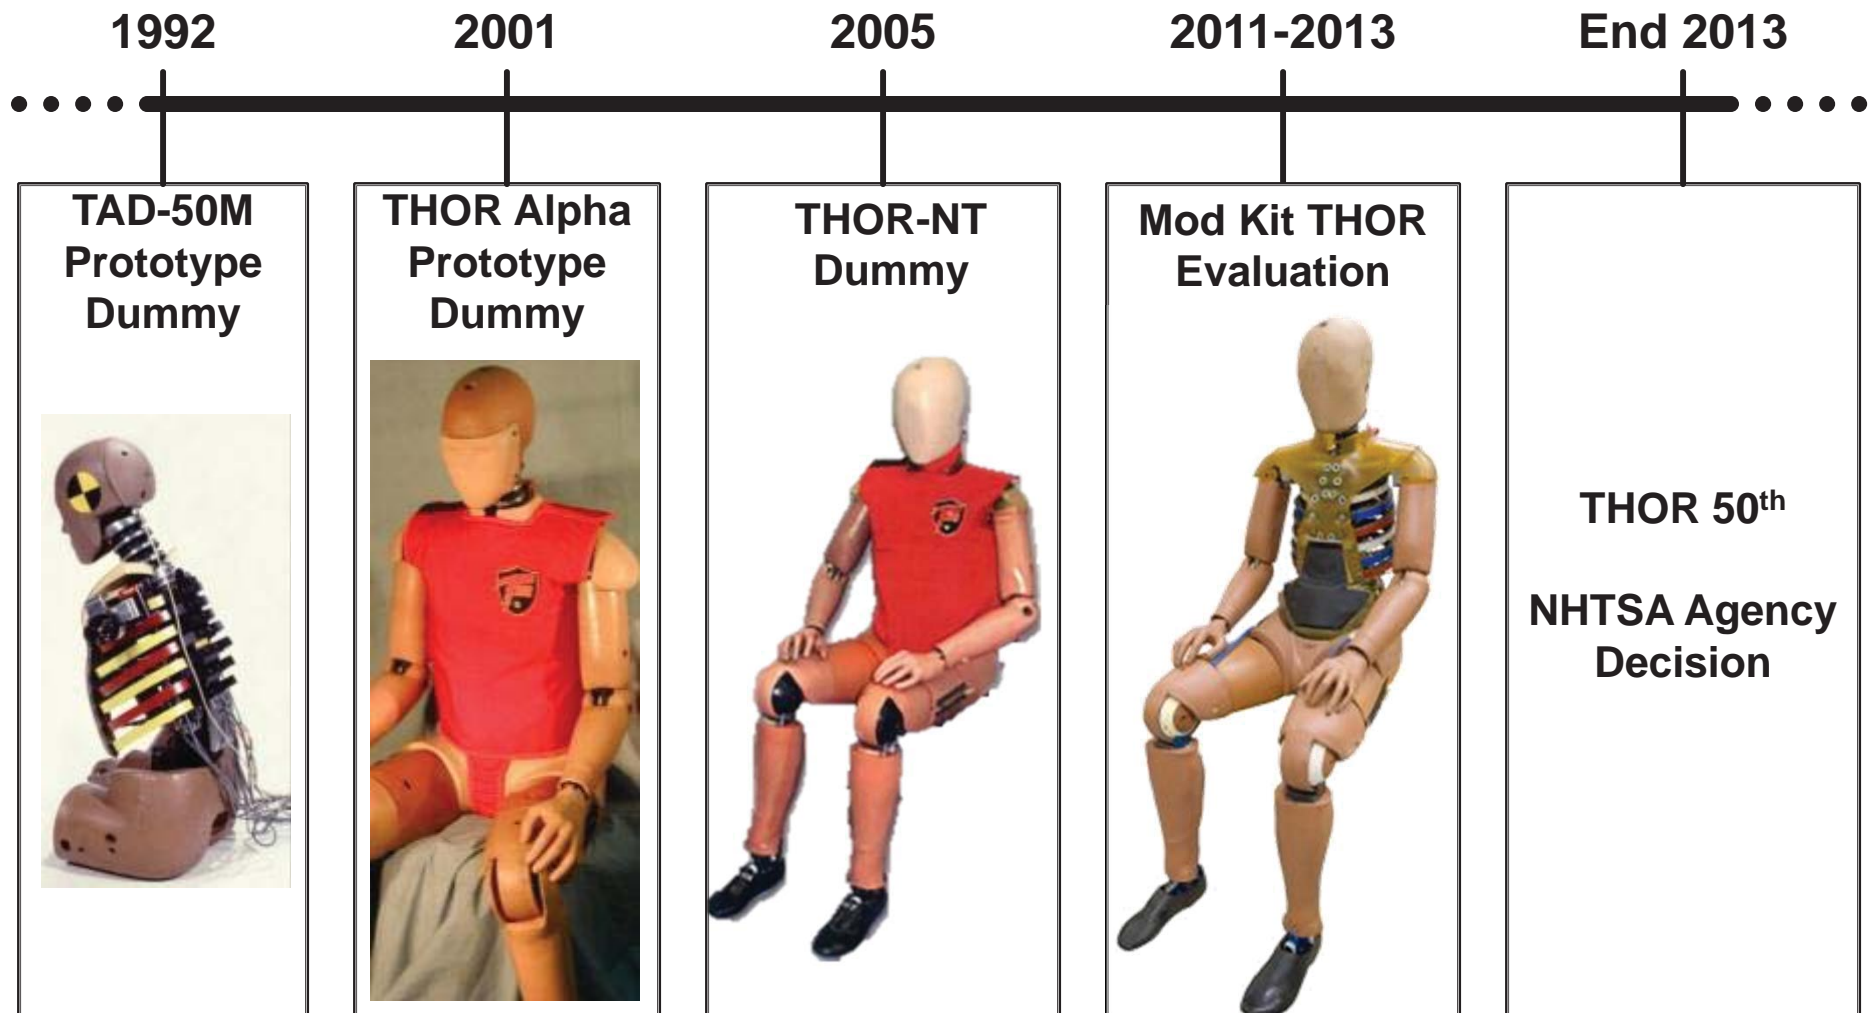 1992
2001
2005
2011-2013
End 2013
TAD-50M
Prototype
Dummy
THOR Alpha
Prototype
Dummy
THOR-NT
Dummy
Mod Kit THOR
Evaluation
THOR 50th
NHTSA Agency
Decision